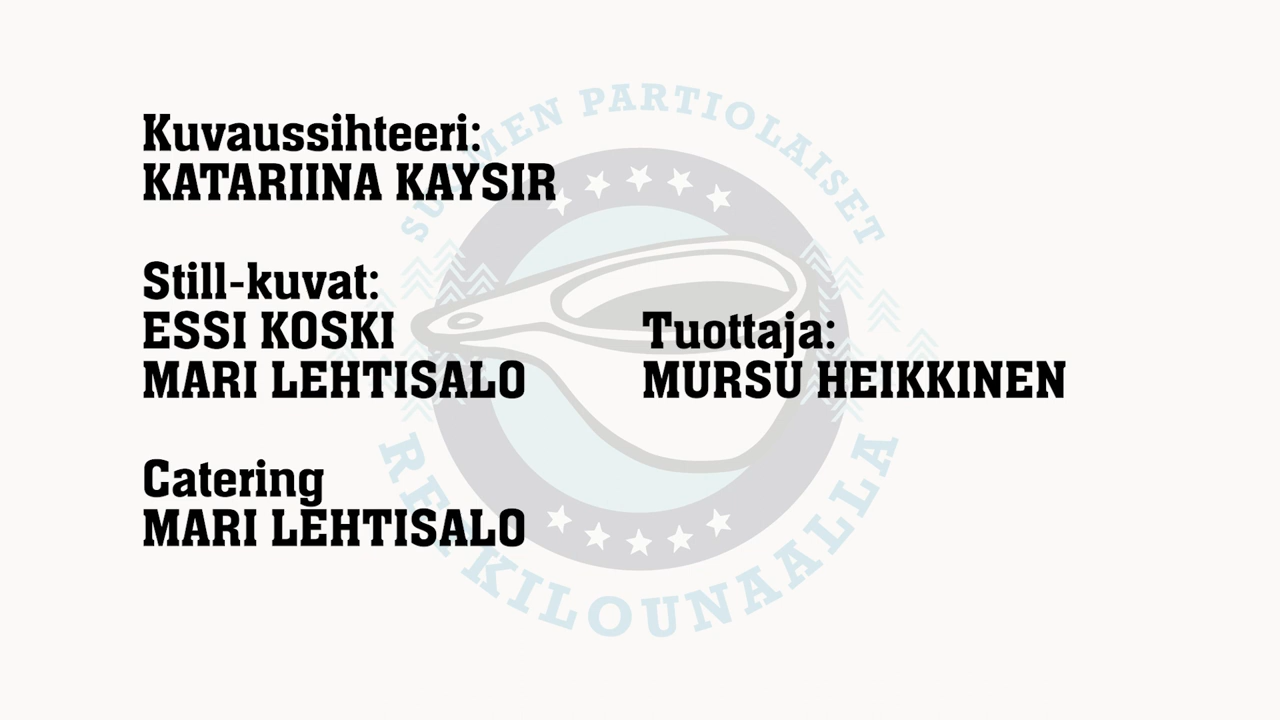 Kuvaussihteeri:
KATARIINA KAYSIR
Still-kuvat:
ESSI KOSKI
MARI LEHTISALO
Catering
MARI LEHTISALO
Tuottaja:
MURSU HEIKKINEN
SUOMEN PARTIOLAISET
RETKILOUNAALLA